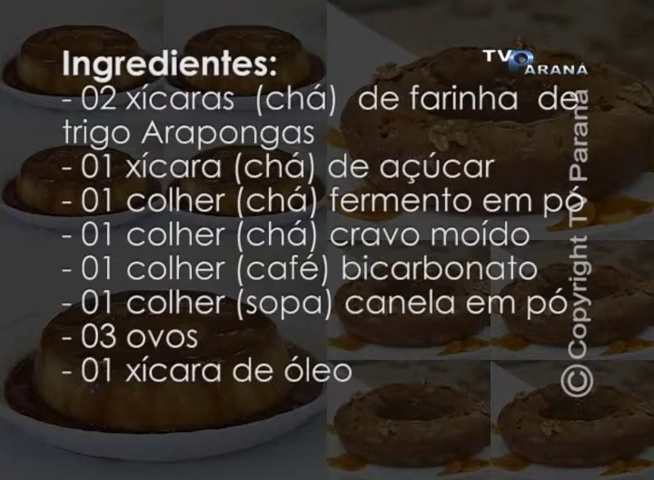 TV PARANÁ
Ingredientes:
- 02 xícaras (chá) de farinha de
trigo Arapongas
- 01 xícara (chá) de açúcar
- 01 colher (chá) fermento em pó
- 01 colher (chá) cravo moído
- 01 colher (café) bicarbonato
- 01 colher (sopa) canela em pó
- 03 ovos
- 01 xícara de óleo
© Copyright TV Paraná